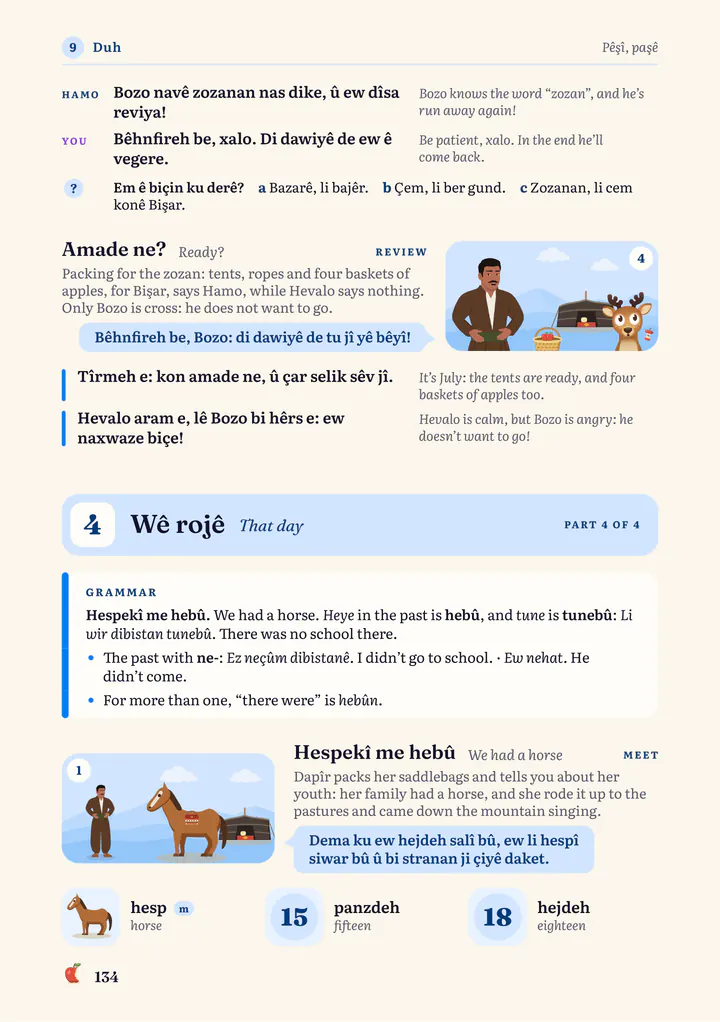 9 Duh
Pêşî, paşê
HAMO Bozo navê zozanan nas dike, û ew dîsa
reviya!
Bozo knows the word “zozan”, and he’s
run away again!
YOU Bêhnfireh be, xalo. Di dawiyê de ew ê
vegere.
Be patient, xalo. In the end he’ll
come back.
? Em ê biçin ku derê? a Bazarê, li bajêr. b Çem, li ber gund. c Zozanan, li cem
konê Bişar.
Amade ne? Ready? REVIEW
Packing for the zozan: tents, ropes and four baskets of
apples, for Bişar, says Hamo, while Hevalo says nothing.
Only Bozo is cross: he does not want to go.
Bêhnfireh be, Bozo: di dawiyê de tu jî yê bêyî!
4
Tîrmeh e: kon amade ne, û çar selik sêv jî.
It’s July: the tents are ready, and four
baskets of apples too.
Hevalo aram e, lê Bozo bi hêrs e: ew
naxwaze biçe!
Hevalo is calm, but Bozo is angry: he
doesn’t want to go!
4 Wê rojê That day PART 4 OF 4
GRAMMAR
Hespekî me hebû. We had a horse. Heye in the past is hebû, and tune is tunebû: Li
wir dibistan tunebû. There was no school there.
• The past with ne-: Ez neçûm dibistanê. I didn’t go to school. · Ew nehat. He
didn’t come.
• For more than one, “there were” is hebûn.
1
Hespekî me hebû We had a horse MEET
Dapîr packs her saddlebags and tells you about her
youth: her family had a horse, and she rode it up to the
pastures and came down the mountain singing.
Dema ku ew hejdeh salî bû, ew li hespî
siwar bû û bi stranan ji çiyê daket.
hesp m
horse
15 panzdeh
fifteen
18 hejdeh
eighteen
134